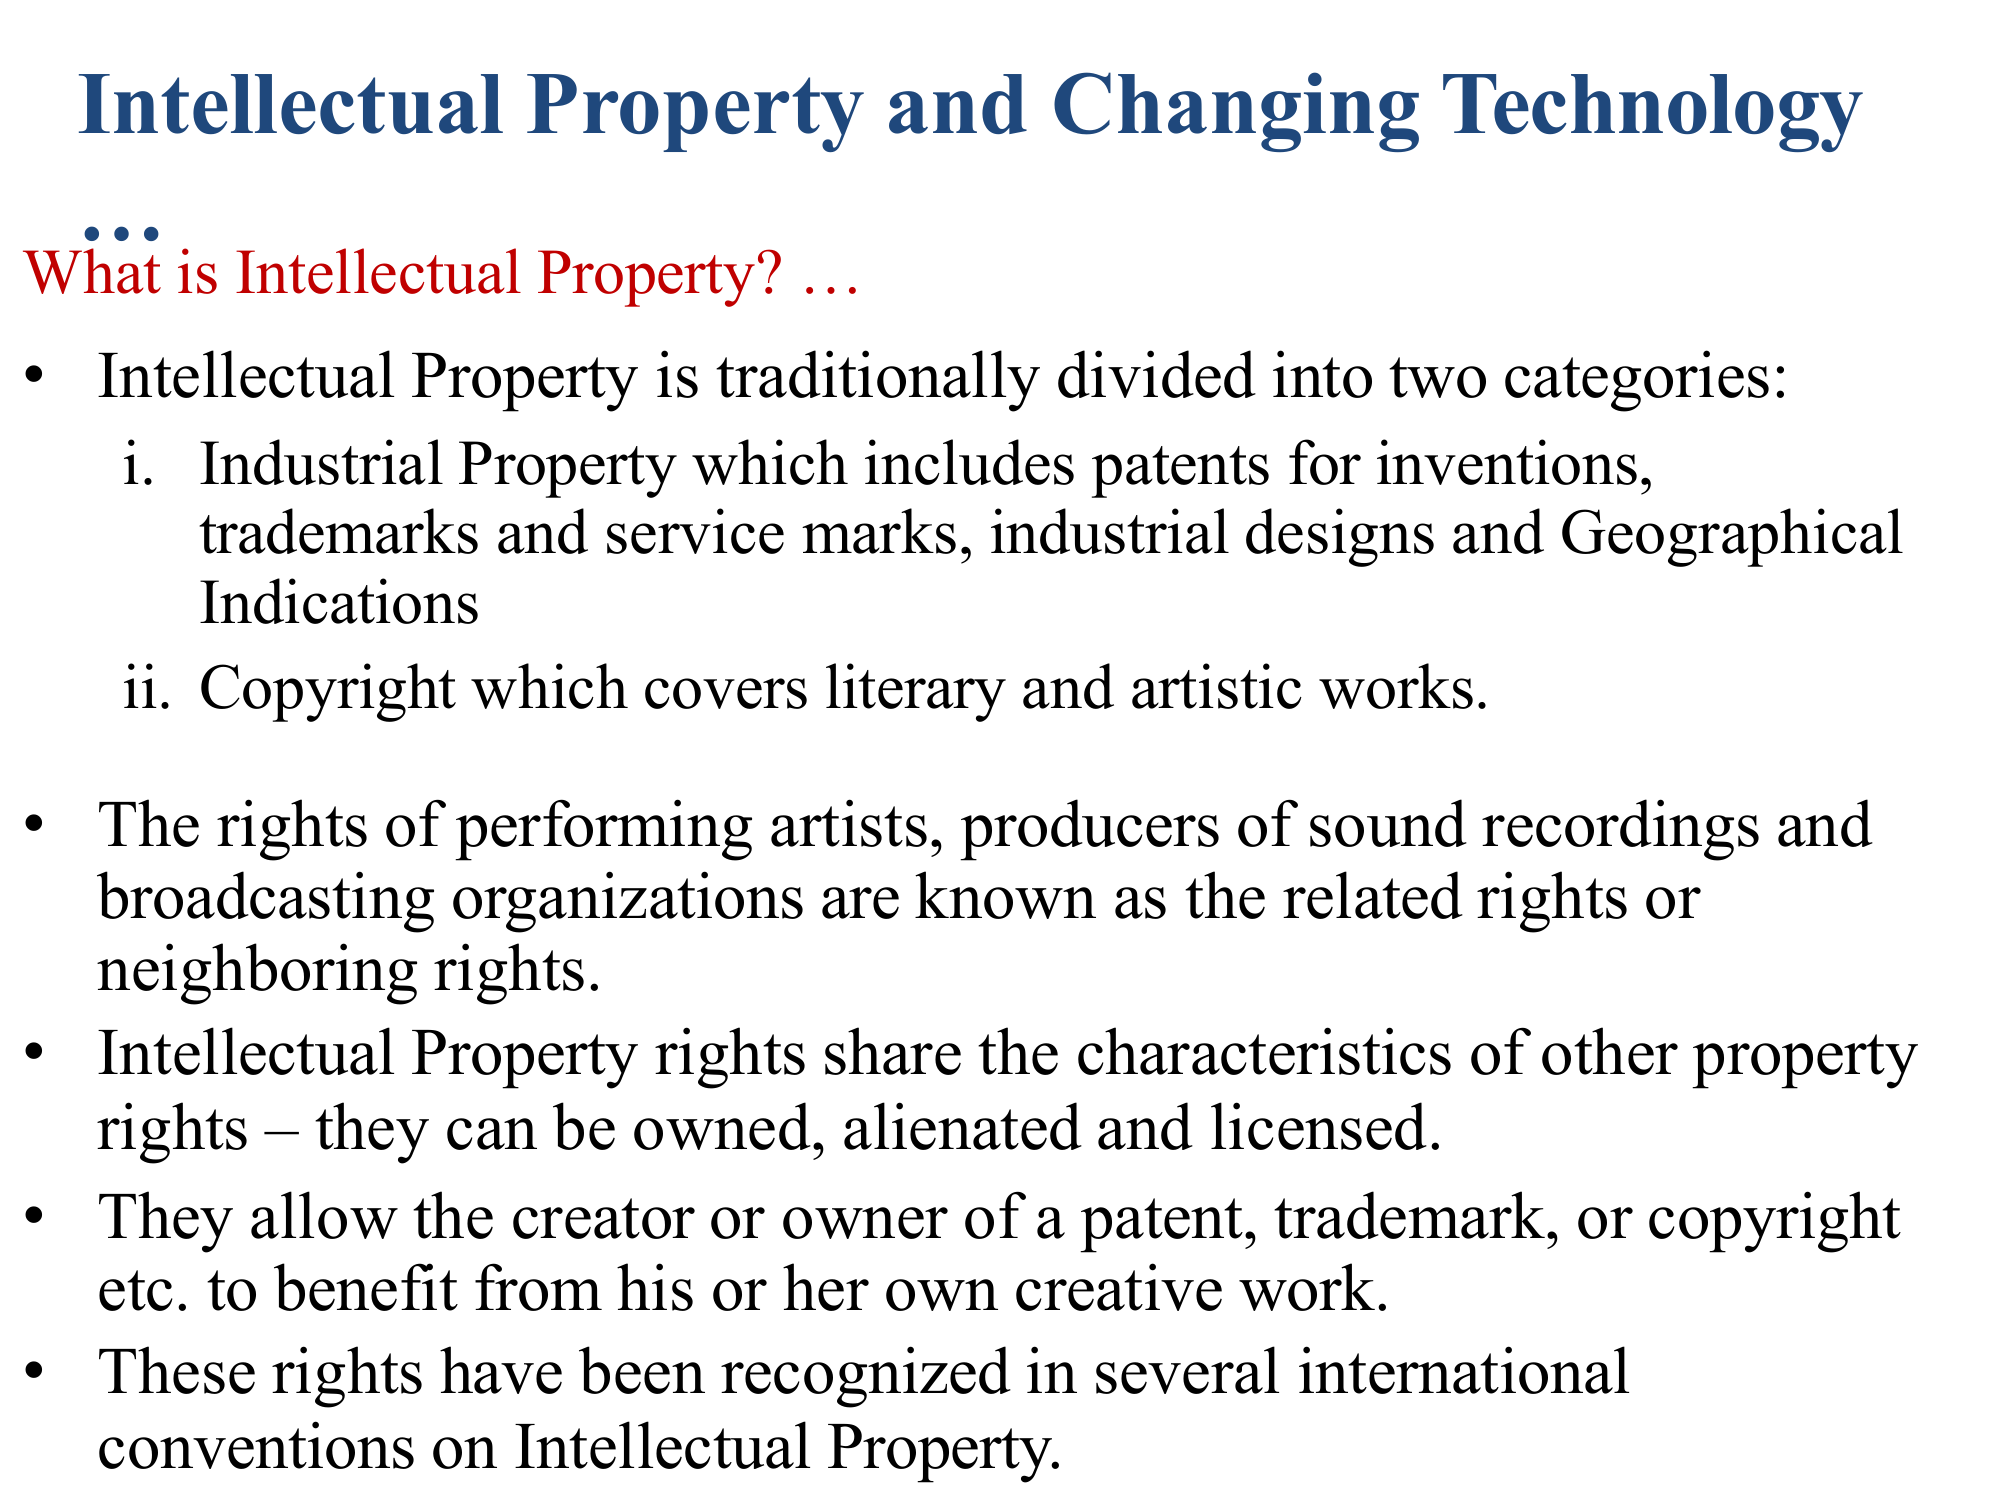 Intellectual Property and Changing Technology
…
What is Intellectual Property? …
• Intellectual Property is traditionally divided into two categories:
i. Industrial Property which includes patents for inventions,
trademarks and service marks, industrial designs and Geographical
Indications
ii. Copyright which covers literary and artistic works.
• The rights of performing artists, producers of sound recordings and
broadcasting organizations are known as the related rights or
neighboring rights.
• Intellectual Property rights share the characteristics of other property
rights – they can be owned, alienated and licensed.
• They allow the creator or owner of a patent, trademark, or copyright
etc. to benefit from his or her own creative work.
• These rights have been recognized in several international
conventions on Intellectual Property.